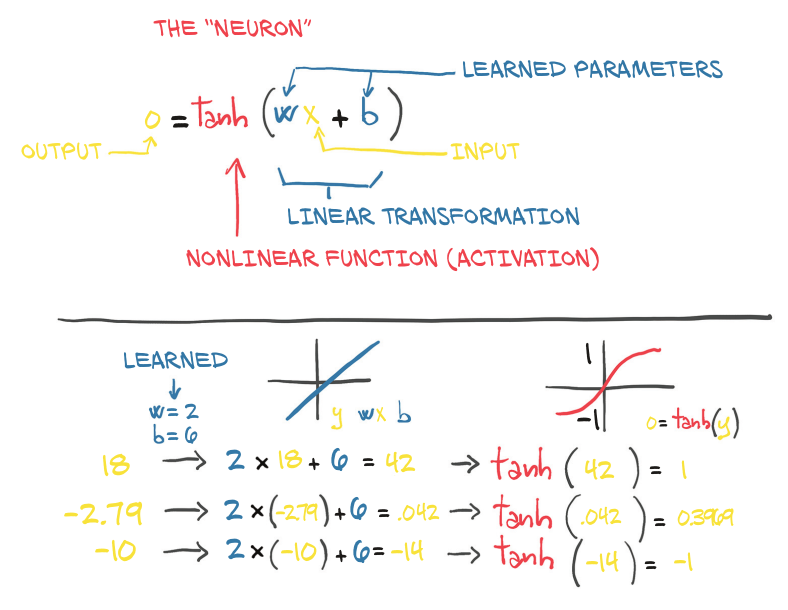 THE "NEURON"
LEARNED PARAMETERS
o = tanh (wx + b)
OUTPUT
INPUT
LINEAR TRANSFORMATION
NONLINEAR FUNCTION (ACTIVATION)
LEARNED
w = 2
b = 6
y wx b
1
-1
o = tanh(y)
18 → 2 × 18 + 6 = 42 → tanh (42) = 1
-2.79 → 2 × (-2.79) + 6 = .042 → tanh (.042) = 0.3969
-10 → 2 × (-10) + 6 = -14 → tanh (-14) = -1